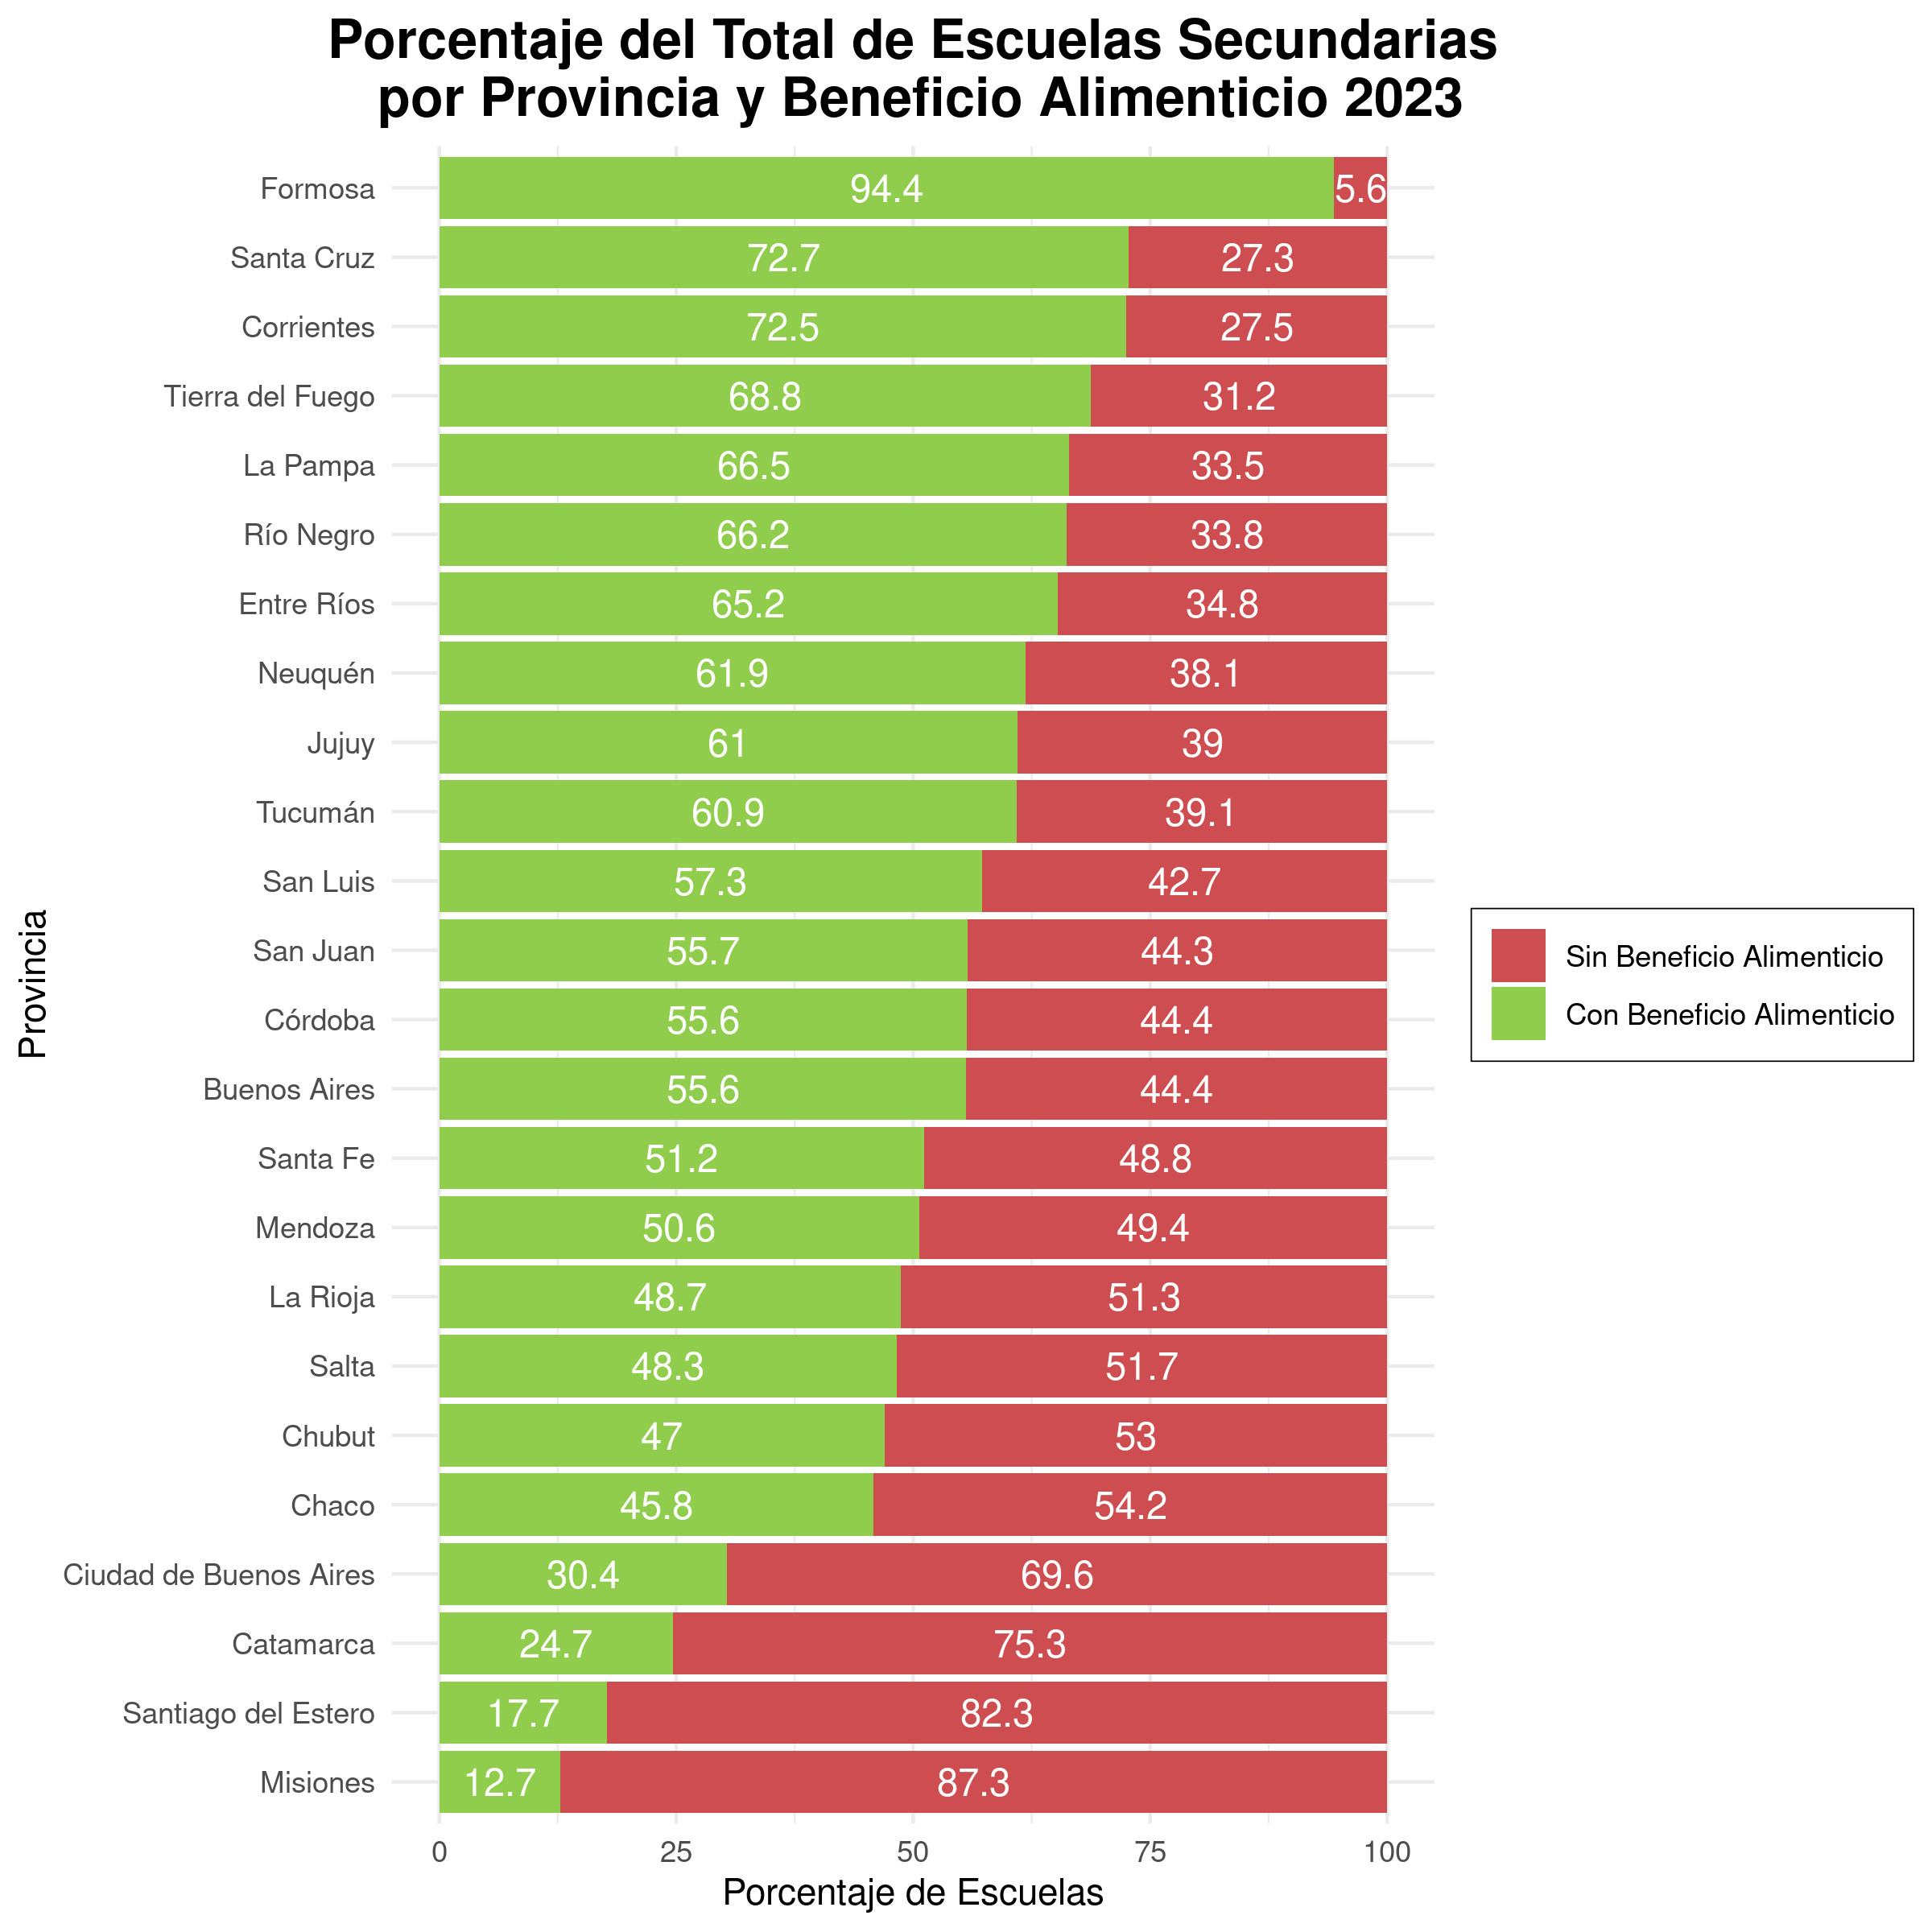 Porcentaje del Total de Escuelas Secundarias
por Provincia y Beneficio Alimenticio 2023
Provincia
Formosa 94.4 5.6
Santa Cruz 72.7 27.3
Corrientes 72.5 27.5
Tierra del Fuego 68.8 31.2
La Pampa 66.5 33.5
Río Negro 66.2 33.8
Entre Ríos 65.2 34.8
Neuquén 61.9 38.1
Jujuy 61 39
Tucumán 60.9 39.1
San Luis 57.3 42.7
San Juan 55.7 44.3
Córdoba 55.6 44.4
Buenos Aires 55.6 44.4
Santa Fe 51.2 48.8
Mendoza 50.6 49.4
La Rioja 48.7 51.3
Salta 48.3 51.7
Chubut 47 53
Chaco 45.8 54.2
Ciudad de Buenos Aires 30.4 69.6
Catamarca 24.7 75.3
Santiago del Estero 17.7 82.3
Misiones 12.7 87.3
0 25 50 75 100
Porcentaje de Escuelas
Sin Beneficio Alimenticio
Con Beneficio Alimenticio